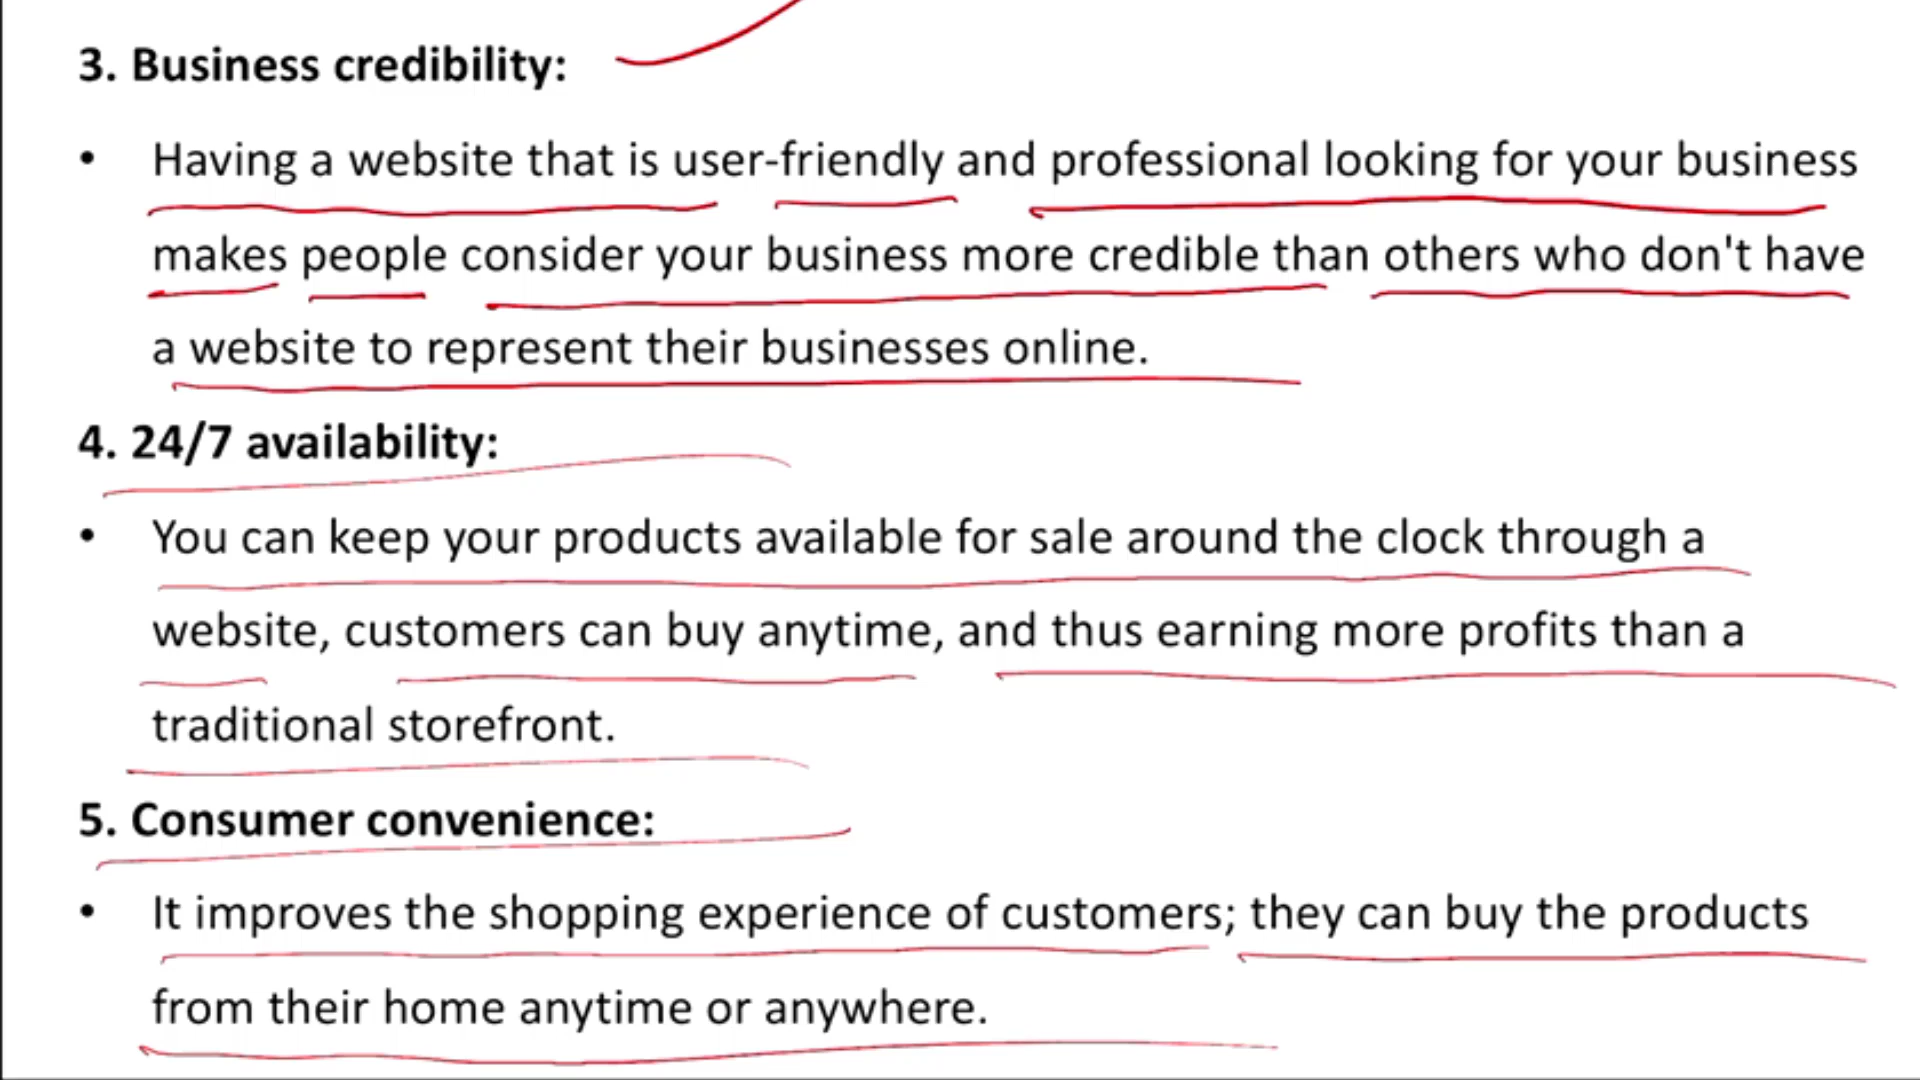 3. Business credibility:
• Having a website that is user-friendly and professional looking for your business
makes people consider your business more credible than others who don't have
a website to represent their businesses online.
4. 24/7 availability:
• You can keep your products available for sale around the clock through a
website, customers can buy anytime, and thus earning more profits than a
traditional storefront.
5. Consumer convenience:
• It improves the shopping experience of customers; they can buy the products
from their home anytime or anywhere.